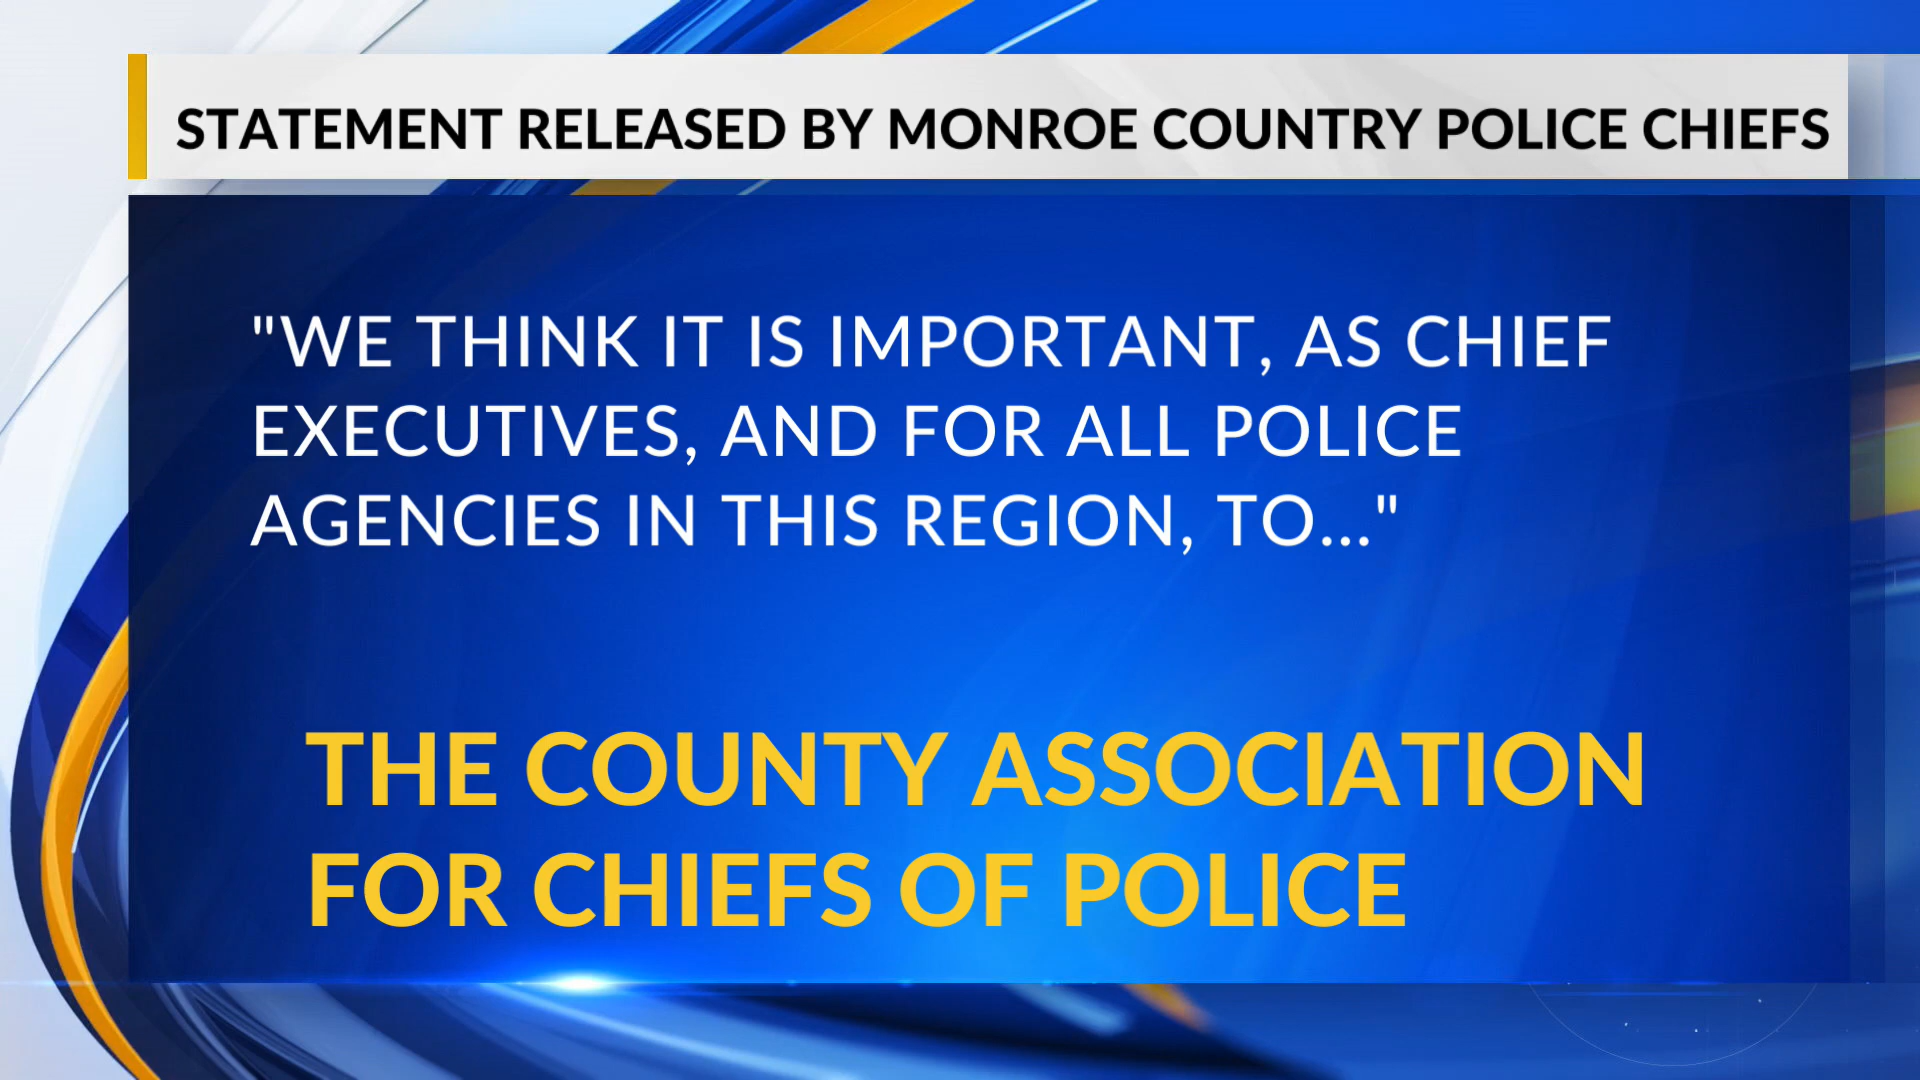 STATEMENT RELEASED BY MONROE COUNTRY POLICE CHIEFS
"WE THINK IT IS IMPORTANT, AS CHIEF
EXECUTIVES, AND FOR ALL POLICE
AGENCIES IN THIS REGION, TO..."
THE COUNTY ASSOCIATION
FOR CHIEFS OF POLICE